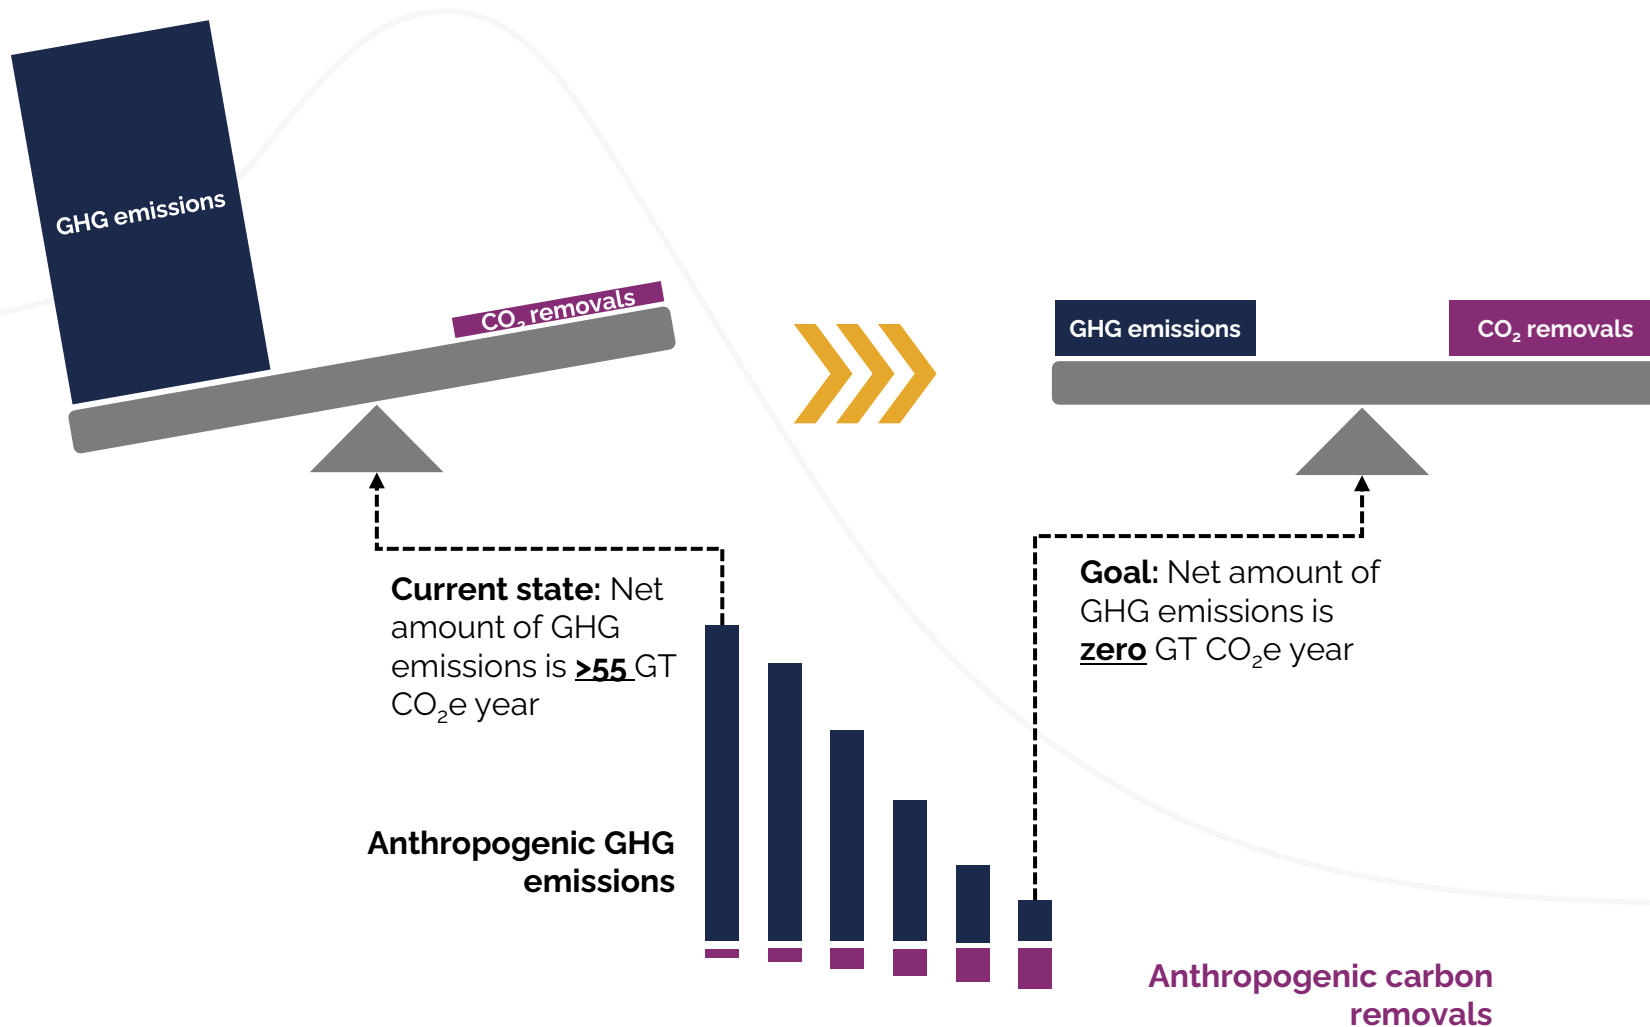 GHG emissions
CO₂ removals
GHG emissions
CO₂ removals
Current state: Net
amount of GHG
emissions is >55 GT
CO₂e year
Goal: Net amount of
GHG emissions is
zero GT CO₂e year
Anthropogenic GHG
emissions
Anthropogenic carbon
removals